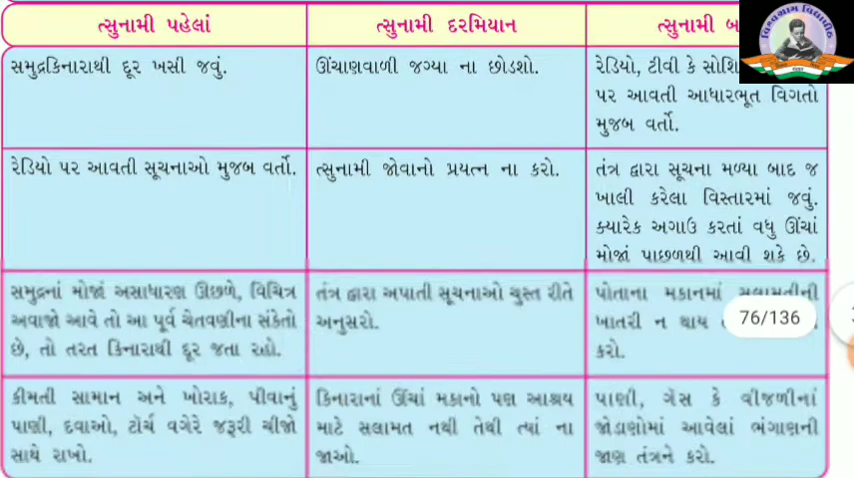 ત્સુનામી પહેલાં
ત્સુનામી દરમિયાન
ત્સુનામી
સમુદ્રકિનારાથી દૂર ખસી જવું.
ઊંચાણવાળી જગ્યા ના છોડશો.
રેડિયો, ટીવી કે
પર આવતી આધારભૂત વિગતો
મુજબ વર્તો.
રેડિયો પર આવતી સૂચનાઓ મુજબ વર્તો.
ત્સુનામી જોવાનો પ્રયત્ન ના કરો.
તંત્ર દ્વારા સૂચના મળ્યા બાદ જ
ખાલી કરેલા વિસ્તારમાં જવું.
ક્યારેક અગાઉ કરતાં વધુ ઊંચાં
મોજાં પાછળથી આવી શકે છે.
સમુદ્રનાં મોજાં અસાધારણ ઊછળે, વિચિત્ર
અવાજો આવે તો આ પૂર્વ ચેતવણીના સંકેતો
છે, તો તરત કિનારાથી દૂર જતા રહો.
તંત્ર દ્વારા અપાતી સૂચનાઓ ચુસ્ત રીતે
અનુસરો.
પોતાના મકાનમાં સલામતીની
ખાતરી ન થાય
કરો.
76/136
કીમતી સામાન અને ખોરાક, પીવાનું
પાણી, દવાઓ, ટૉર્ચ વગેરે જરૂરી ચીજો
સાથે રાખો.
કિનારાનાં ઊંચાં મકાનો પણ આશ્રય
માટે સલામત નથી તેથી ત્યાં ના
જાઓ.
પાણી, ગૅસ કે વીજળીનાં
જોડાણોમાં આવેલાં ભંગાણની
જાણ તંત્રને કરો.
વિશ્વગ્રામ વિદ્યાપીઠ